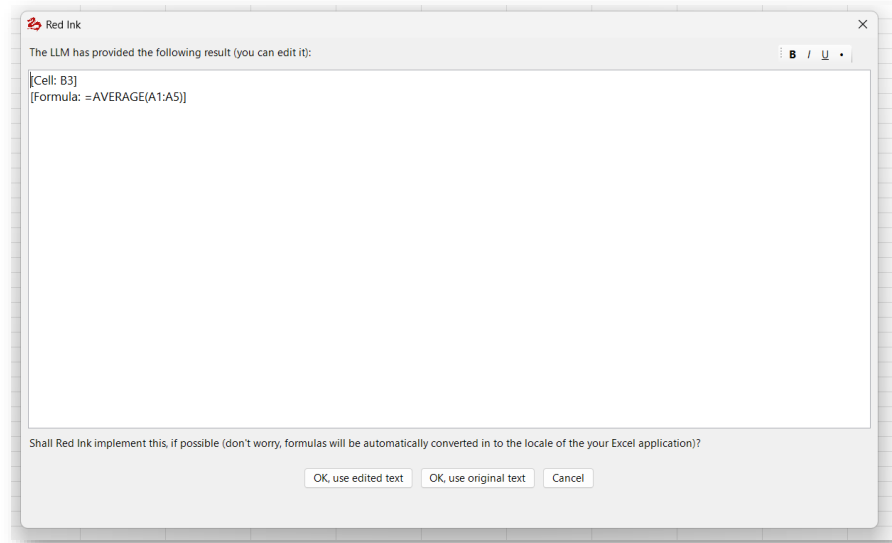 Red Ink
The LLM has provided the following result (you can edit it):
B I U •
[Cell: B3]
[Formula: =AVERAGE(A1:A5)]
Shall Red Ink implement this, if possible (don't worry, formulas will be automatically converted in to the locale of the your Excel application)?
OK, use edited text OK, use original text Cancel